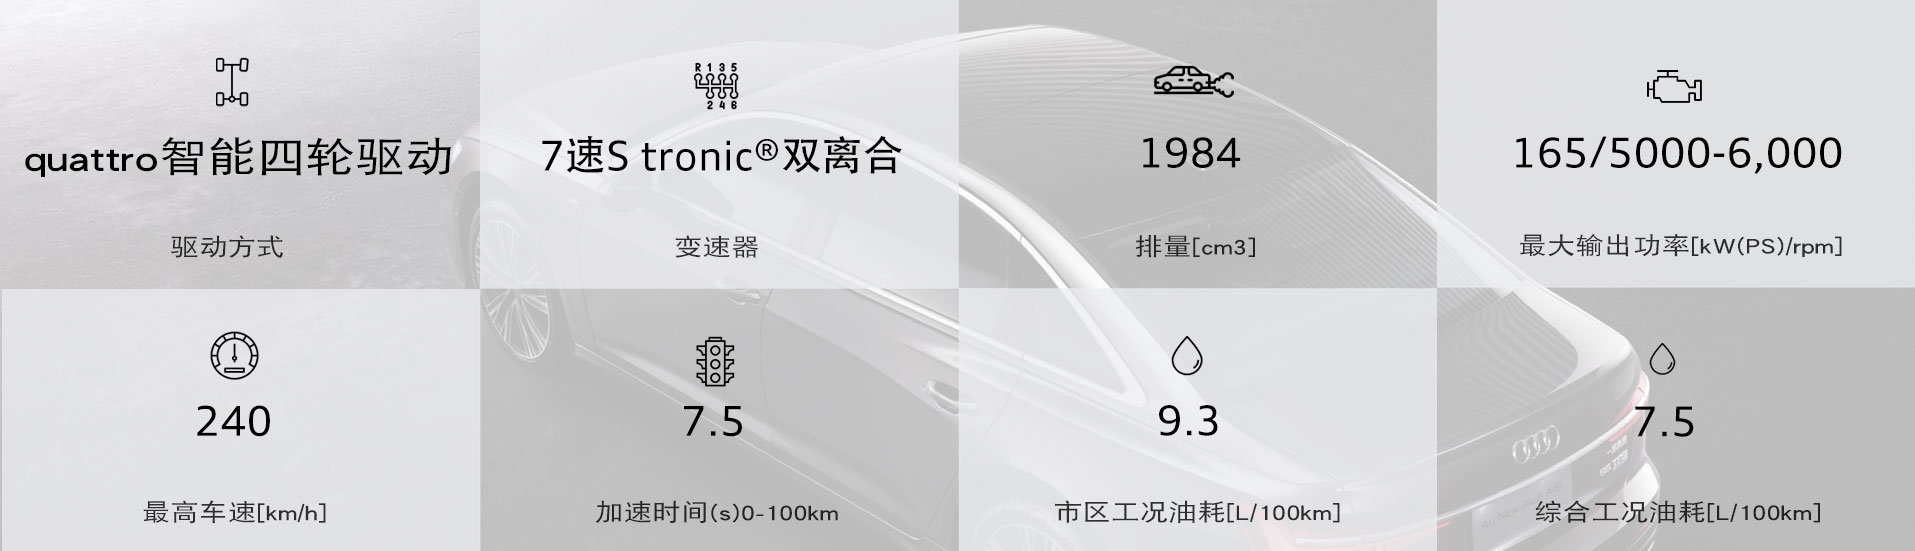 R 1 3 5
2 4 6
quattro智能四轮驱动
7速S tronic®双离合
1984
165/5000-6,000
驱动方式
变速器
排量[cm3]
最大输出功率[kW(PS)/rpm]
240
7.5
9.3
7.5
最高车速[km/h]
加速时间(s)0-100km
市区工况油耗[L/100km]
综合工况油耗[L/100km]
All New Audi A6L